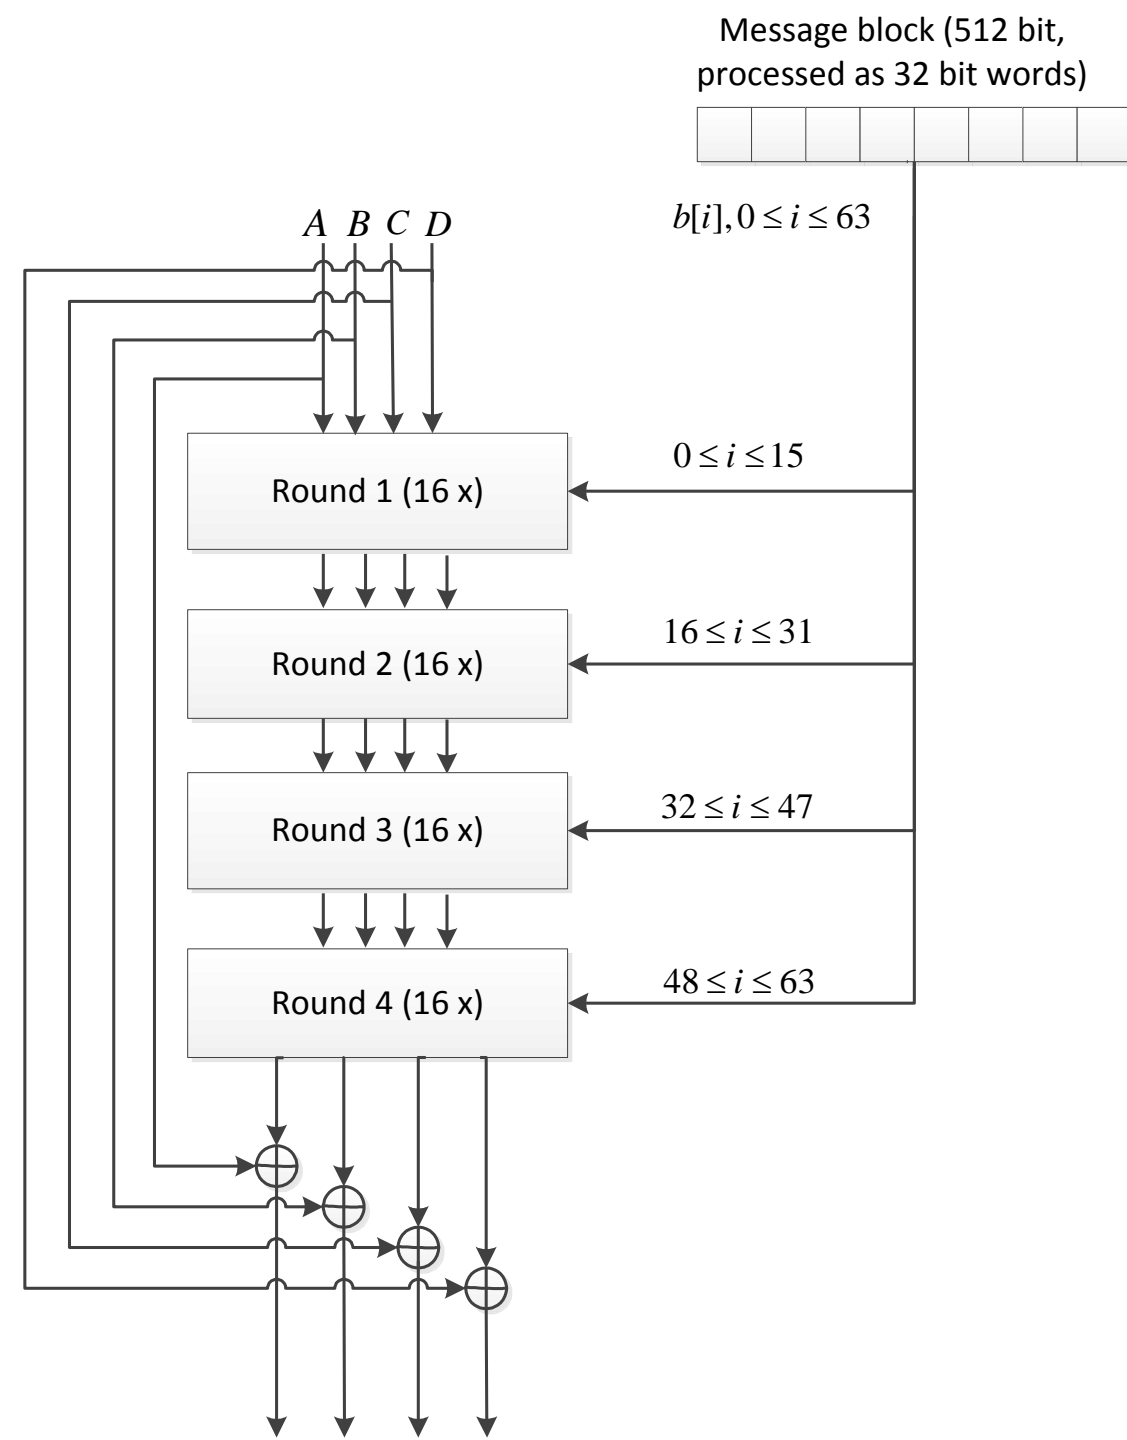 Message block (512 bit,
processed as 32 bit words)
b[i], 0 ≤ i ≤ 63
A B C D
0 ≤ i ≤ 15
Round 1 (16 x)
16 ≤ i ≤ 31
Round 2 (16 x)
32 ≤ i ≤ 47
Round 3 (16 x)
48 ≤ i ≤ 63
Round 4 (16 x)